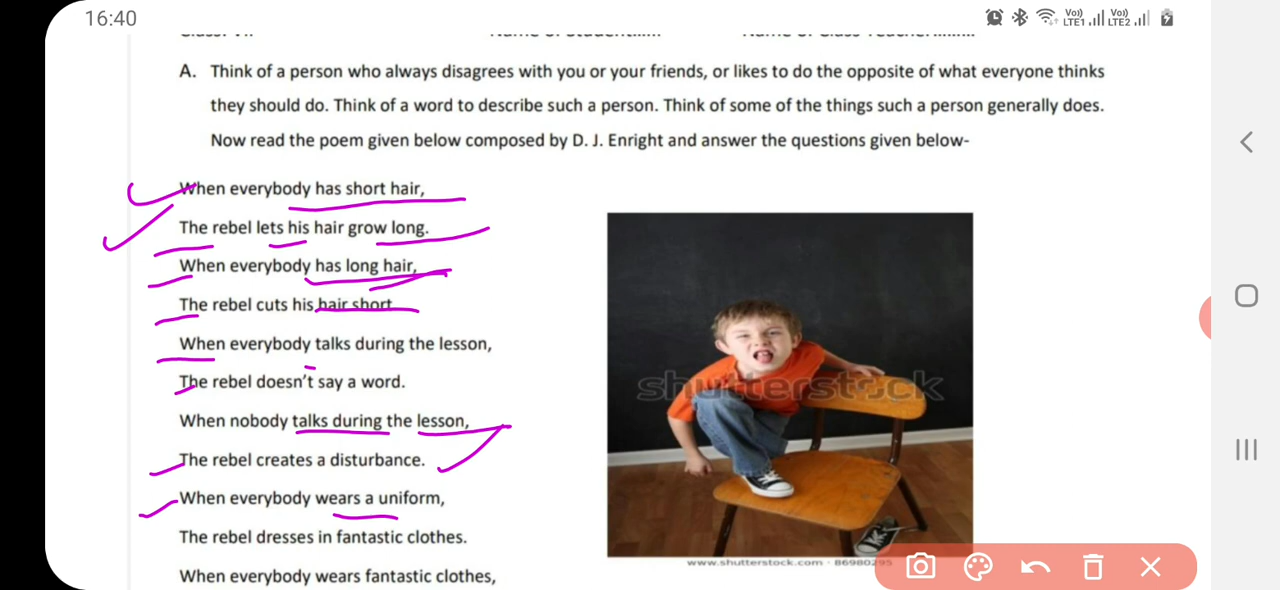 16:40
Vo)) LTE1 Vo)) LTE2
A. Think of a person who always disagrees with you or your friends, or likes to do the opposite of what everyone thinks
they should do. Think of a word to describe such a person. Think of some of the things such a person generally does.
Now read the poem given below composed by D. J. Enright and answer the questions given below-
When everybody has short hair,
The rebel lets his hair grow long.
When everybody has long hair,
The rebel cuts his hair short
When everybody talks during the lesson,
The rebel doesn't say a word.
When nobody talks during the lesson,
The rebel creates a disturbance.
When everybody wears a uniform,
The rebel dresses in fantastic clothes.
When everybody wears fantastic clothes,
shutterstock
www.shutterstock.com